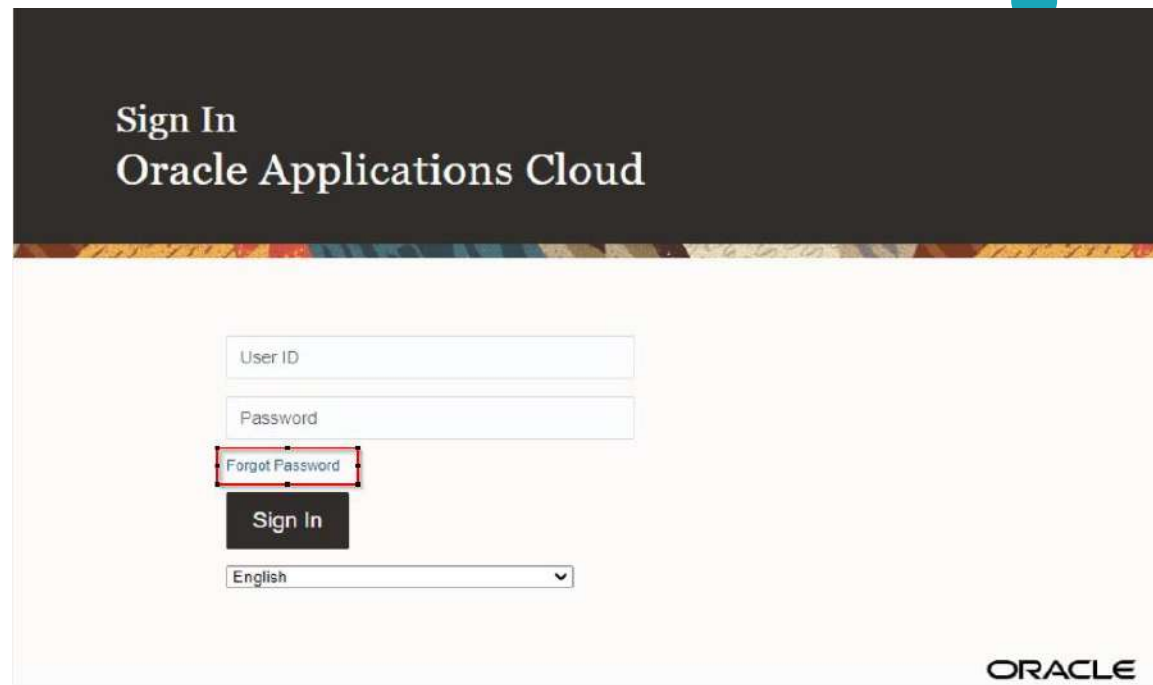 Sign In
Oracle Applications Cloud
User ID
Password
Forgot Password
Sign In
English
ORACLE